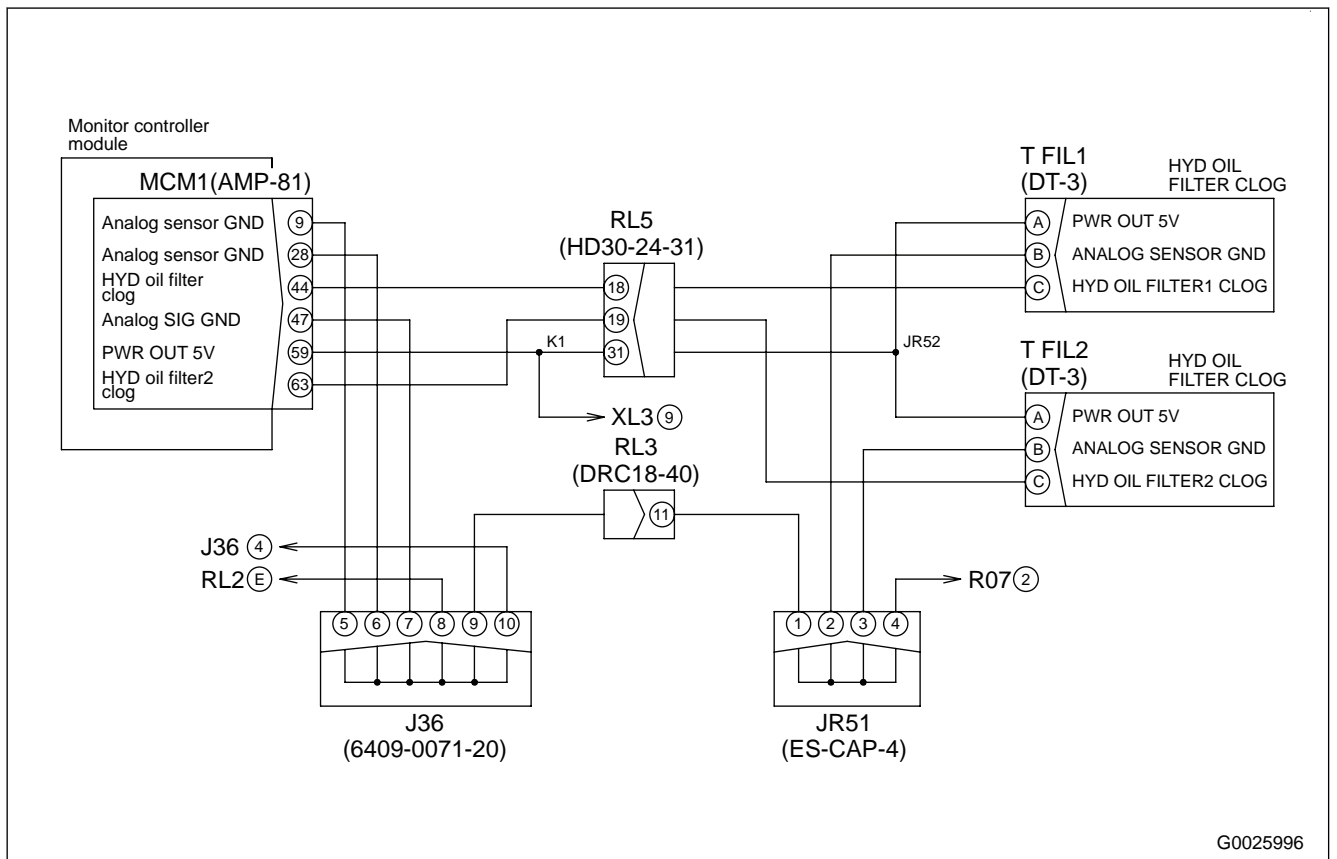 Monitor controller
module
MCM1(AMP-81)
Analog sensor GND 9
Analog sensor GND 28
HYD oil filter
clog 44
Analog SIG GND 47
PWR OUT 5V 59
HYD oil filter2
clog 63
RL5
(HD30-24-31)
18
19
31
K1
XL3 9
RL3
(DRC18-40)
11
JR52
T FIL1
(DT-3)
HYD OIL
FILTER CLOG
A PWR OUT 5V
B ANALOG SENSOR GND
C HYD OIL FILTER1 CLOG
T FIL2
(DT-3)
HYD OIL
FILTER CLOG
A PWR OUT 5V
B ANALOG SENSOR GND
C HYD OIL FILTER2 CLOG
J36 4
RL2 E
5 6 7 8 9 10
J36
(6409-0071-20)
R07 2
1 2 3 4
JR51
(ES-CAP-4)
G0025996